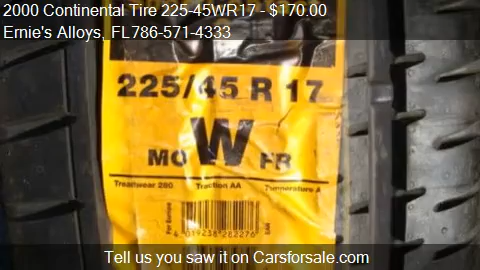 2000 Continental Tire 225-45WR17 - $170.00
Ernie's Alloys, FL786-571-4333
225/45 R 17
MO W FR
Treadwear 280 Traction AA Temperature A
Tell us you saw it on Carsforsale.com